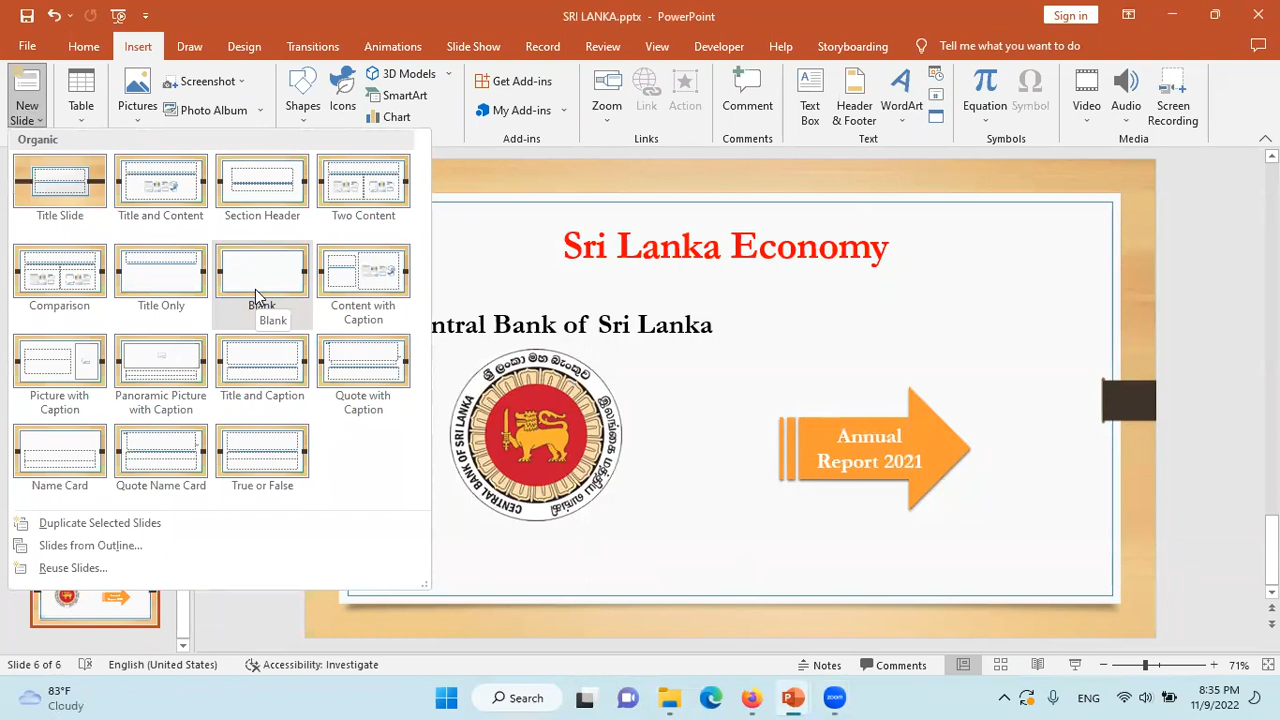 SRI LANKA.pptx - PowerPoint
Sign in
File Home Insert Draw Design Transitions Animations Slide Show Record Review View Developer Help Storyboarding Tell me what you want to do
New
Slide
Table
Pictures
Screenshot
Photo Album
Shapes
Icons
3D Models
SmartArt
Chart
Get Add-ins
My Add-ins
Add-ins
Zoom
Link
Action
Links
Comment
Comments
Text
Box
Header
& Footer
WordArt
Text
Equation
Symbol
Symbols
Video
Audio
Screen
Recording
Media
Organic
Title Slide
Title and Content
Section Header
Two Content
Comparison
Title Only
Blank
Content with
Caption
Blank
Picture with
Caption
Panoramic Picture
with Caption
Title and Caption
Quote with
Caption
Name Card
Quote Name Card
True or False
Duplicate Selected Slides
Slides from Outline...
Reuse Slides...
Sri Lanka Economy
ntral Bank of Sri Lanka
ශ්‍රී ලංකා මහ බැංකුව
இலங்கை மத்திய வங்கி
CENTRAL BANK OF SRI LANKA
Annual
Report 2021
Slide 6 of 6
English (United States)
Accessibility: Investigate
Notes
Comments
71%
83°F
Cloudy
Search
zoom
ENG
8:35 PM
11/9/2022